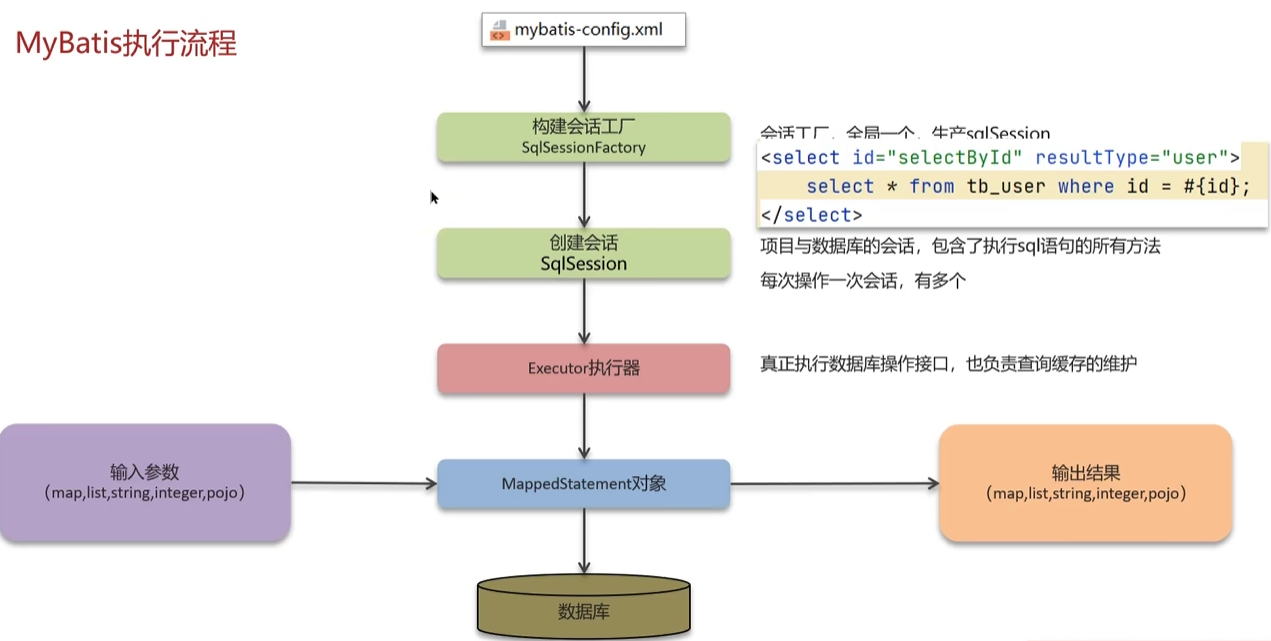 MyBatis执行流程
mybatis-config.xml
构建会话工厂
SqlSessionFactory
会话工厂，全局一个，生产sqlSession
<select id="selectById" resultType="user">
select * from tb_user where id = #{id};
</select>
创建会话
SqlSession
项目与数据库的会话，包含了执行sql语句的所有方法
每次操作一次会话，有多个
Executor执行器
真正执行数据库操作接口，也负责查询缓存的维护
输入参数
（map,list,string,integer,pojo）
MappedStatement对象
输出结果
（map,list,string,integer,pojo）
数据库